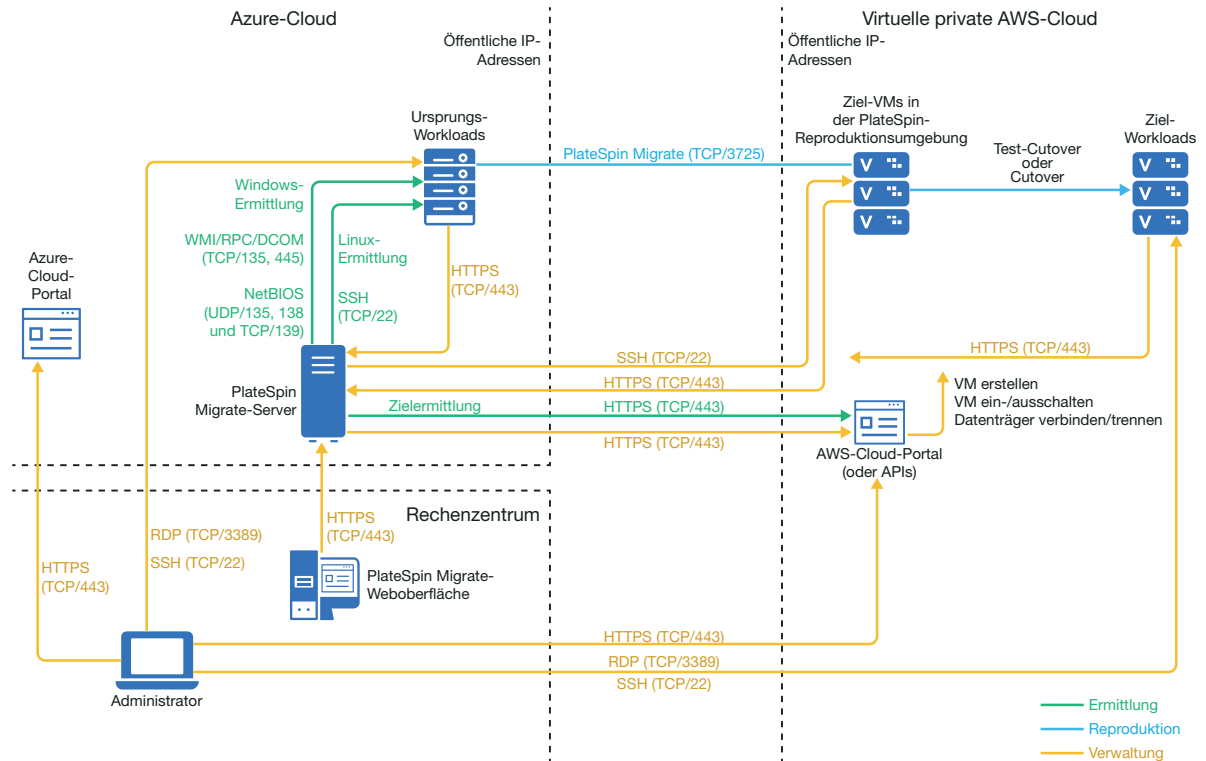 Azure-Cloud
Virtuelle private AWS-Cloud
Öffentliche IP-
Adressen
Öffentliche IP-
Adressen
Ursprungs-
Workloads
Ziel-VMs in
der PlateSpin-
Reproduktionsumgebung
Ziel-
Workloads
PlateSpin Migrate (TCP/3725)
Test-Cutover
oder
Cutover
Windows-
Ermittlung
WMI/RPC/DCOM
(TCP/135, 445)
Linux-
Ermittlung
NetBIOS
(UDP/135, 138
und TCP/139)
SSH
(TCP/22)
HTTPS
(TCP/443)
Azure-
Cloud-
Portal
PlateSpin
Migrate-Server
SSH (TCP/22)
HTTPS (TCP/443)
HTTPS (TCP/443)
Zielermittlung
HTTPS (TCP/443)
HTTPS (TCP/443)
VM erstellen
VM ein-/ausschalten
Datenträger verbinden/trennen
AWS-Cloud-Portal
(oder APIs)
Rechenzentrum
HTTPS
(TCP/443)
RDP (TCP/3389)
SSH (TCP/22)
HTTPS
(TCP/443)
PlateSpin Migrate-
Weboberfläche
Administrator
HTTPS (TCP/443)
RDP (TCP/3389)
SSH (TCP/22)
Ermittlung
Reproduktion
Verwaltung
V
V
V
V
V
V